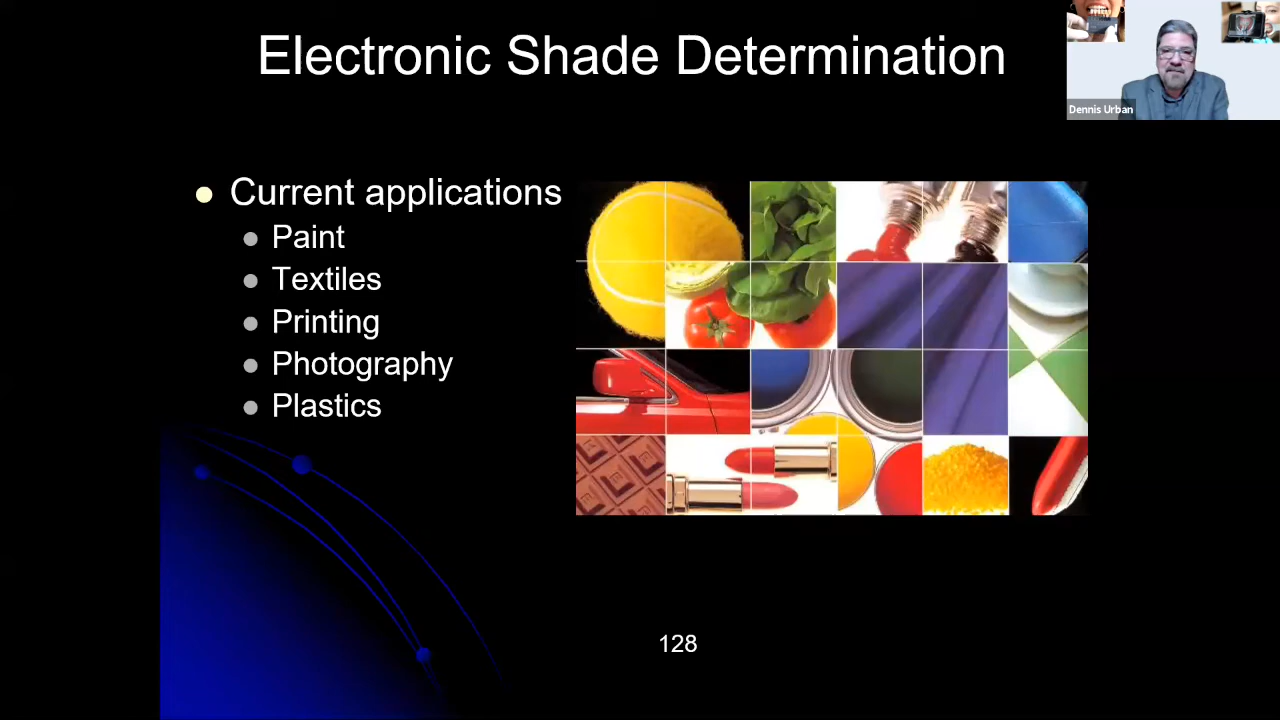 Electronic Shade Determination
Dennis Urban
Current applications
Paint
Textiles
Printing
Photography
Plastics
128